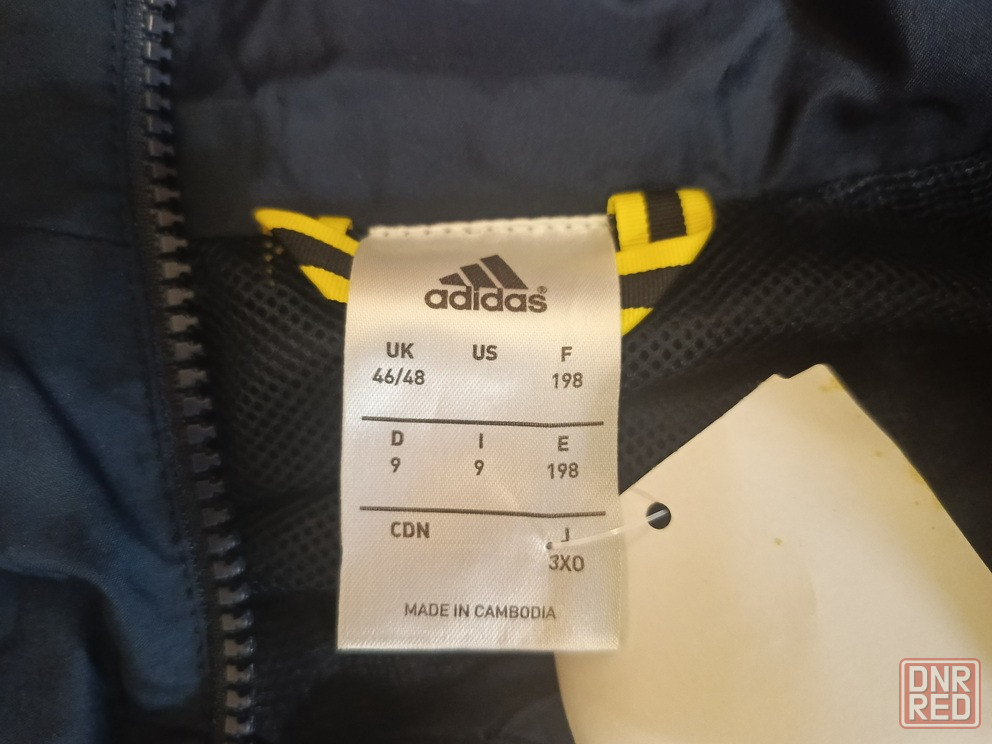 adidas®
UK US F
46/48 198
D I E
9 9 198
CDN J
3XO
MADE IN CAMBODIA
DNR
RED